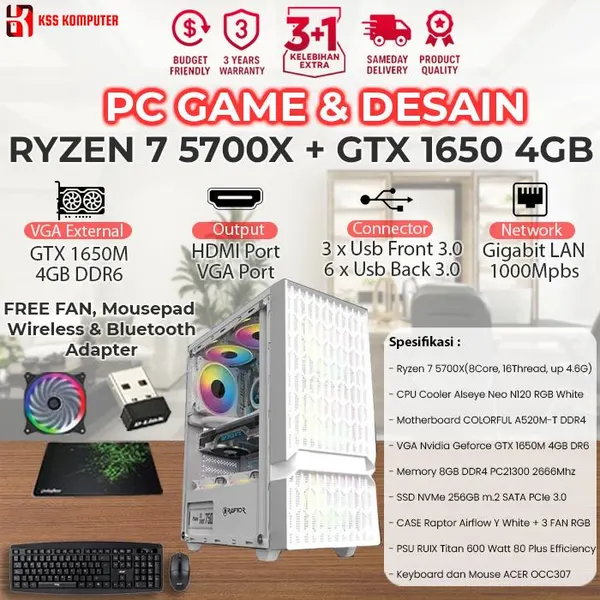 KSS KOMPUTER
BUDGET
FRIENDLY
3
3 YEARS
WARRANTY
3+1
KELEBIHAN
EXTRA
SAMEDAY
DELIVERY
PRODUCT
QUALITY
PC GAME & DESAIN
RYZEN 7 5700X + GTX 1650 4GB
VGA External
GTX 1650M
4GB DDR6
Output
HDMI Port
VGA Port
Connector
3 x Usb Front 3.0
6 x Usb Back 3.0
Network
Gigabit LAN
1000Mpbs
FREE FAN, Mousepad
Wireless & Bluetooth
Adapter
D-Link
RAPTOR
Spesifikasi :
- Ryzen 7 5700X(8Core, 16Thread, up 4.6G)
- CPU Cooler Alseye Neo N120 RGB White
- Motherboard COLORFUL A520M-T DDR4
- VGA Nvidia Geforce GTX 1650M 4GB DR6
- Memory 8GB DDR4 PC21300 2666Mhz
- SSD NVMe 256GB m.2 SATA PCIe 3.0
- CASE Raptor Airflow Y White + 3 FAN RGB
- PSU RUIX Titan 600 Watt 80 Plus Efficiency
- Keyboard dan Mouse ACER OCC307